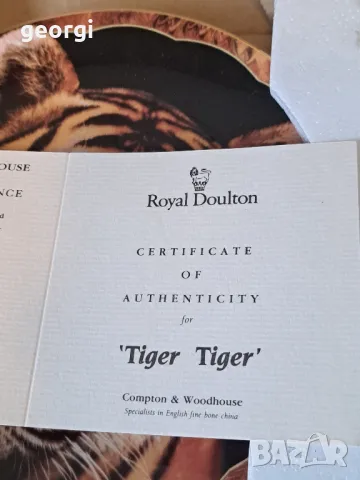 georgi
OUSE
NCE
d
Royal Doulton
CERTIFICATE
OF
AUTHENTICITY
for
'Tiger Tiger'
Compton & Woodhouse
Specialists in English fine bone china
BAZAR